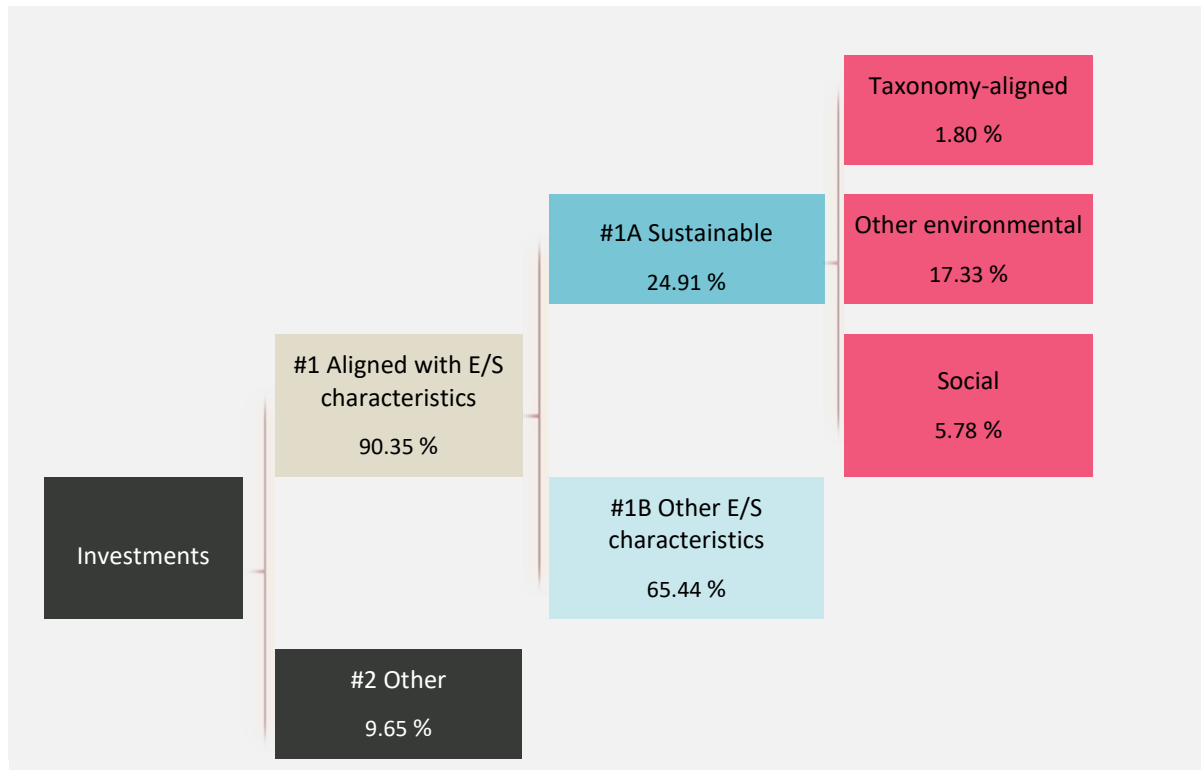 Investments
#1 Aligned with E/S
characteristics
90.35 %
#2 Other
9.65 %
#1A Sustainable
24.91 %
#1B Other E/S
characteristics
65.44 %
Taxonomy-aligned
1.80 %
Other environmental
17.33 %
Social
5.78 %